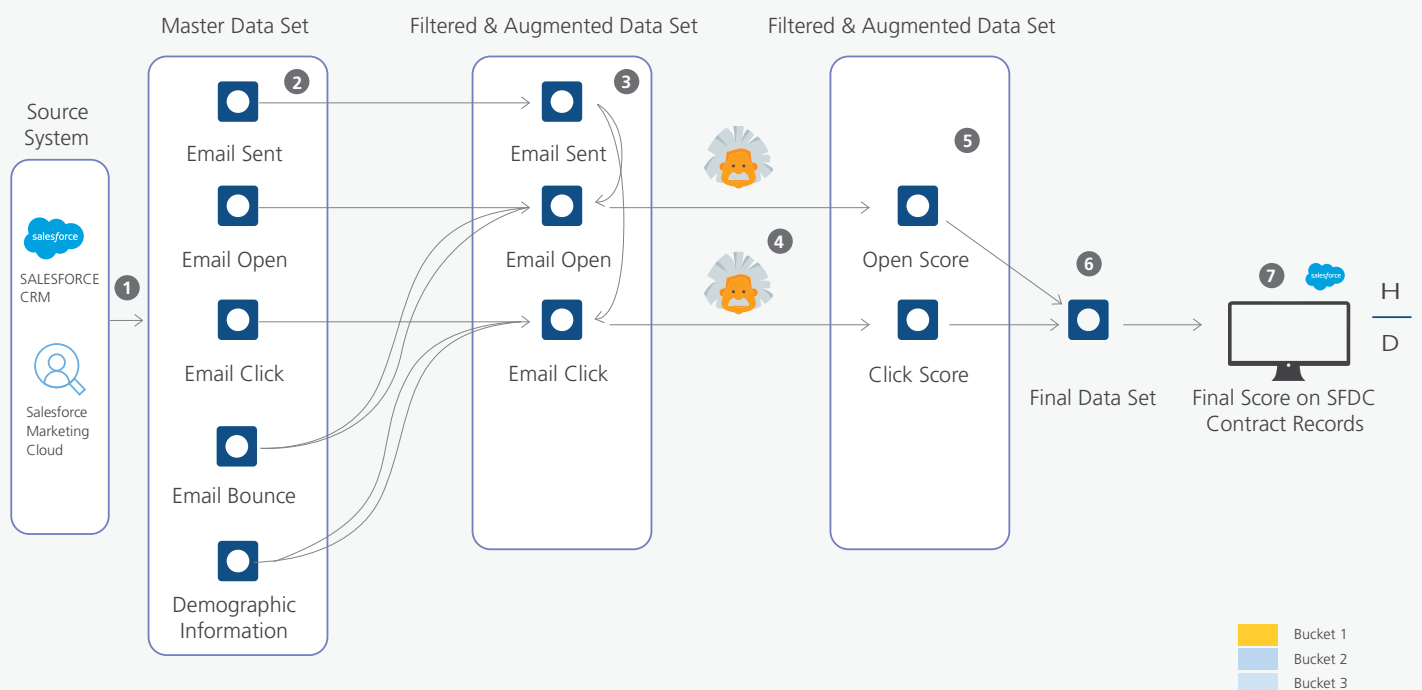 Master Data Set
Filtered & Augmented Data Set
Filtered & Augmented Data Set
Source
System
salesforce
SALESFORCE
CRM
Salesforce
Marketing
Cloud
1
2
Email Sent
Email Open
Email Click
Email Bounce
Demographic
Information
3
Email Sent
Email Open
Email Click
4
5
Open Score
Click Score
6
Final Data Set
7
salesforce
Final Score on SFDC
Contract Records
H
D
Bucket 1
Bucket 2
Bucket 3